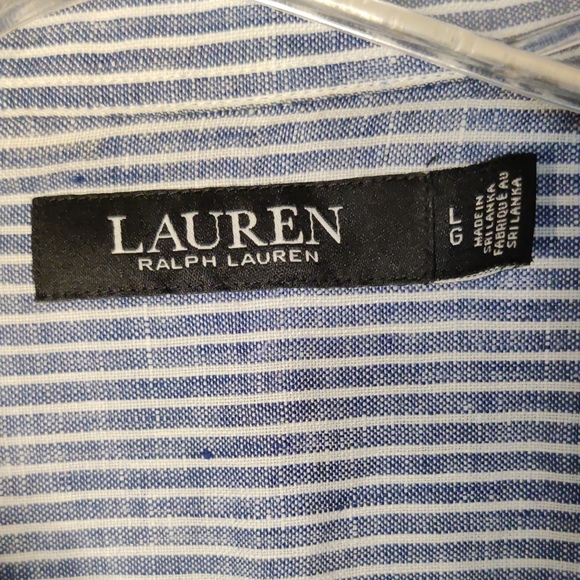 LAUREN
RALPH LAUREN
L
G
MADE IN
SRI LANKA
FABRIQUÉ AU
SRI LANKA